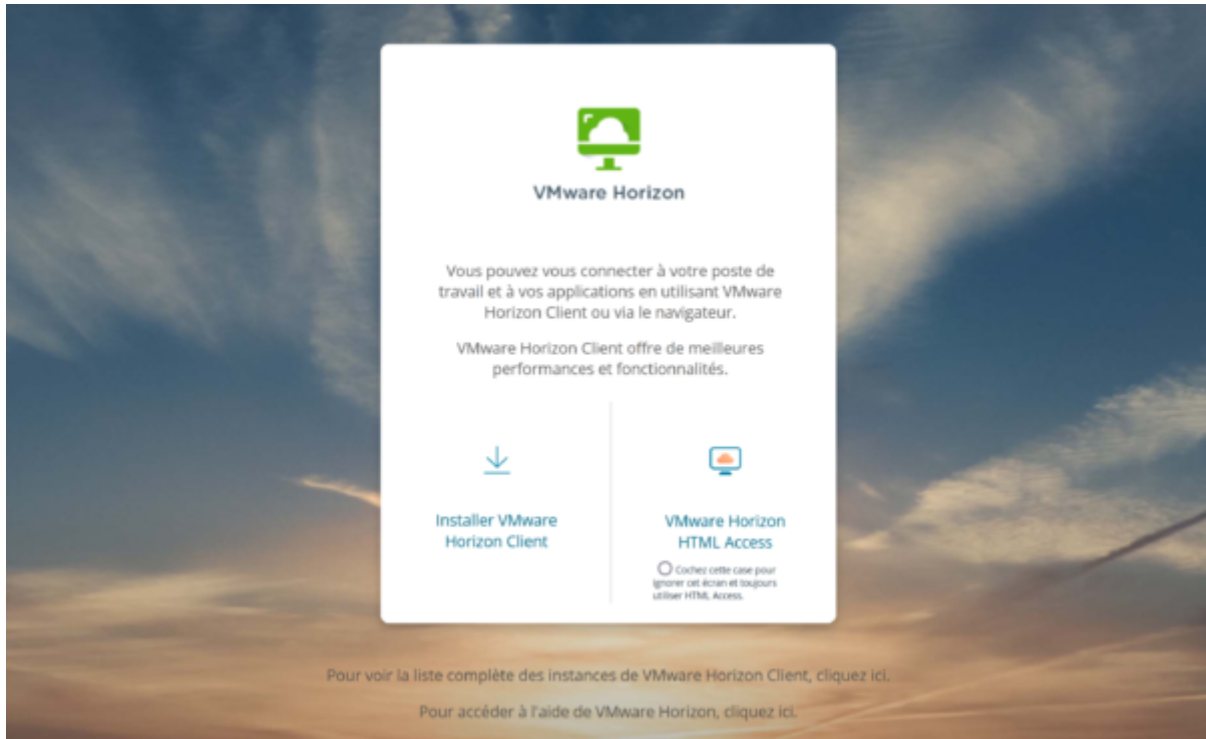 VMware Horizon
Vous pouvez vous connecter à votre poste de
travail et à vos applications en utilisant VMware
Horizon Client ou via le navigateur.
VMware Horizon Client offre de meilleures
performances et fonctionnalités.
Installer VMware
Horizon Client
VMware Horizon
HTML Access
Cochez cette case pour
ignorer cet écran et toujours
utiliser HTML Access.
Pour voir la liste complète des instances de VMware Horizon Client, cliquez ici.
Pour accéder à l'aide de VMware Horizon, cliquez ici.